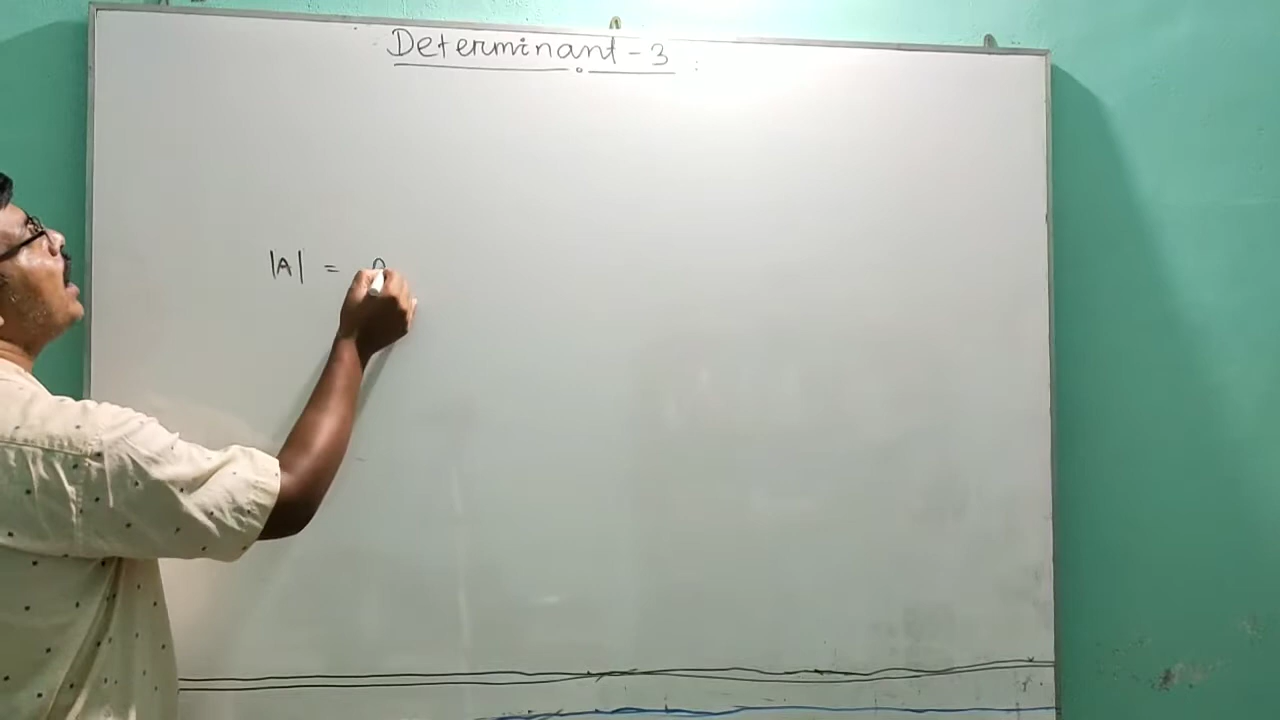 Determinant - 3
|A| =